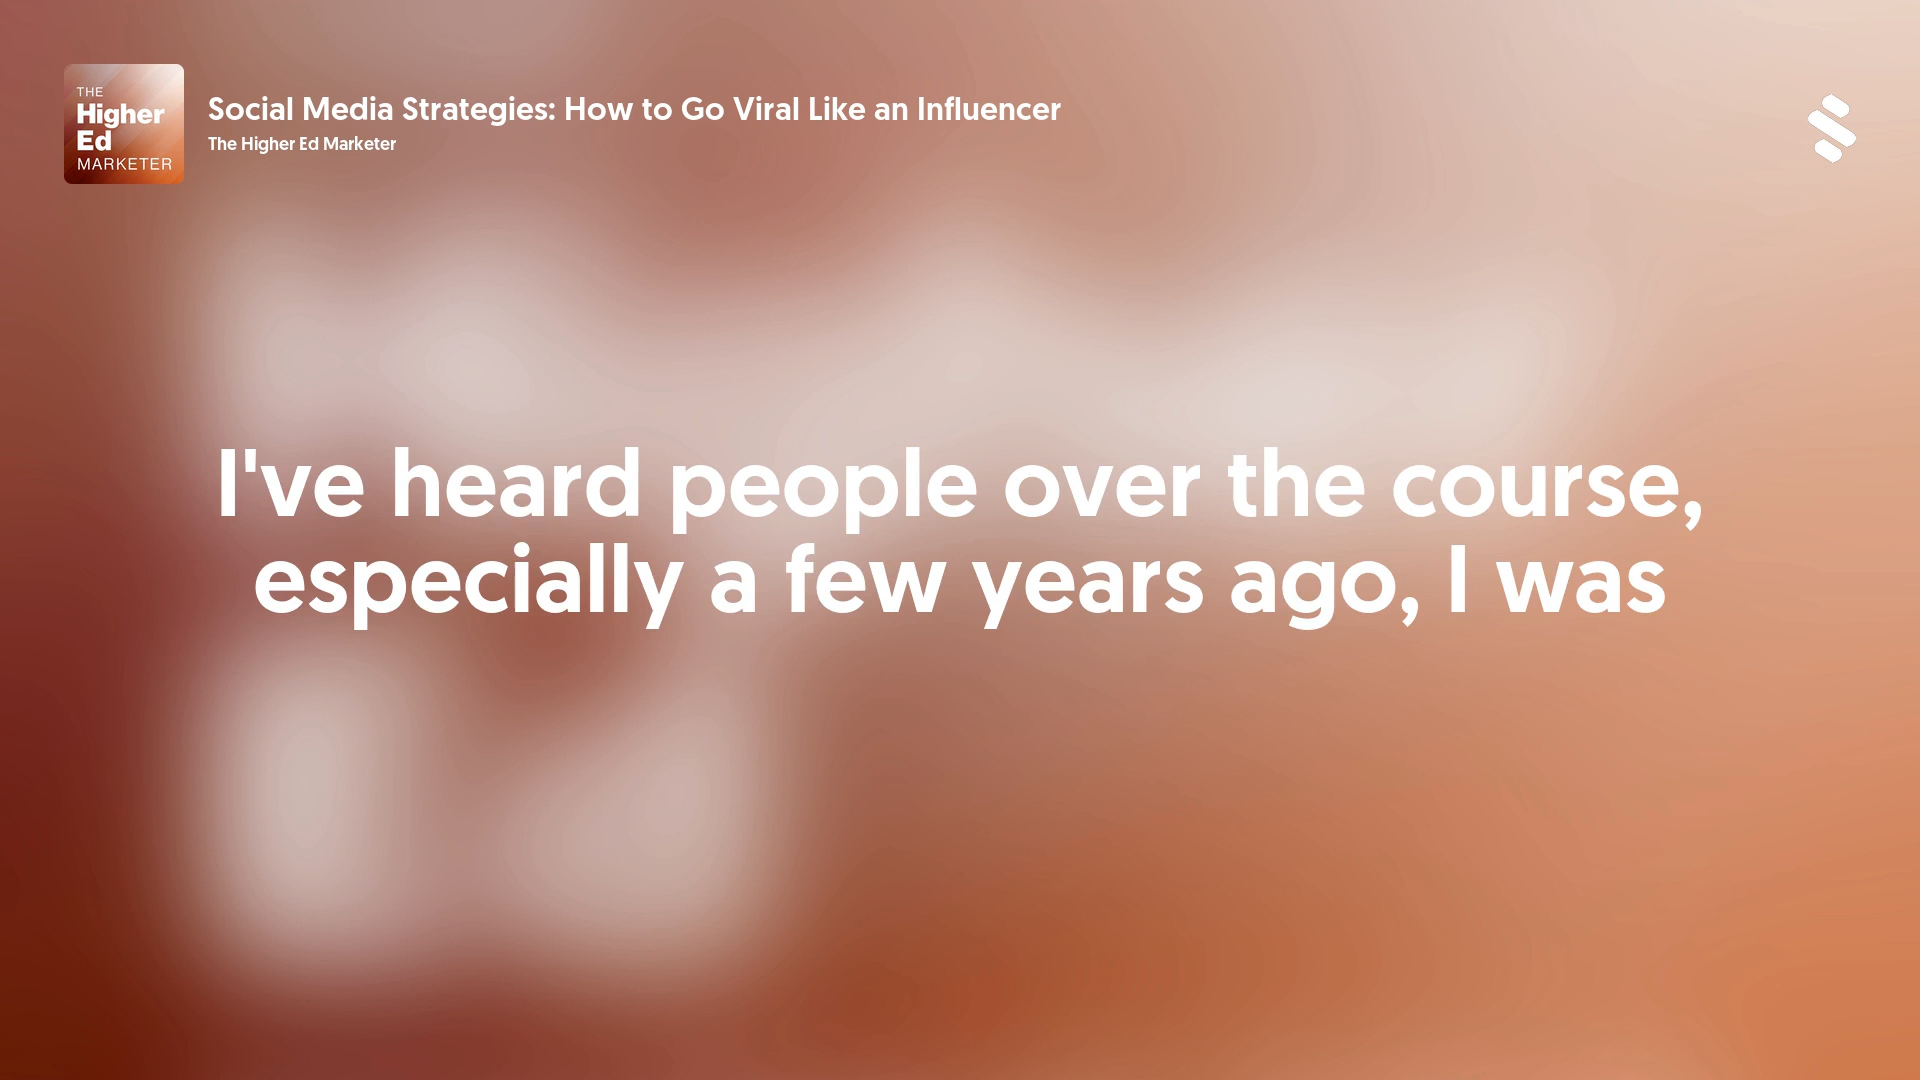 THE
Higher
Ed
MARKETER
Social Media Strategies: How to Go Viral Like an Influencer
The Higher Ed Marketer
I've heard people over the course,
especially a few years ago, I was